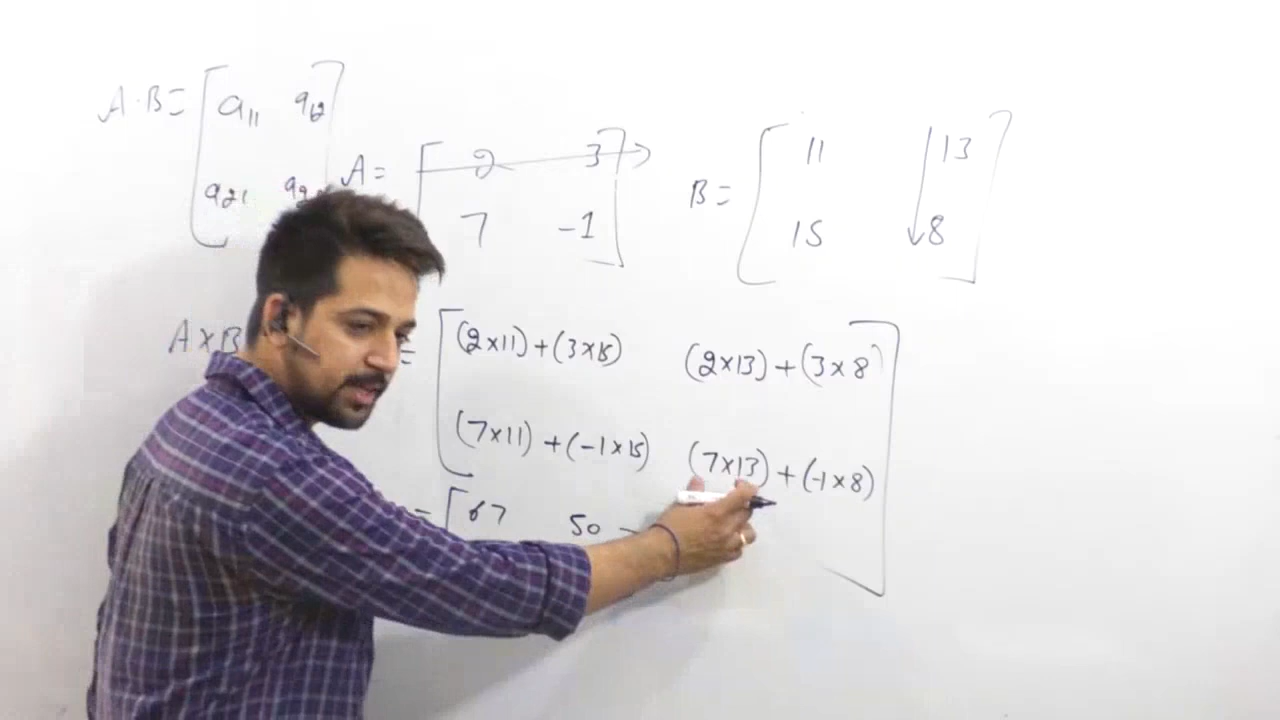 A·B = [ a11 a12
a21
A = [ 2 3 ]
7 -1
B = [ 11 13 ]
15 8
A×B = [ (2×11)+(3×15) (2×13)+(3×8) ]
(7×11)+(-1×15) (7×13)+(-1×8)
= [ 67 50